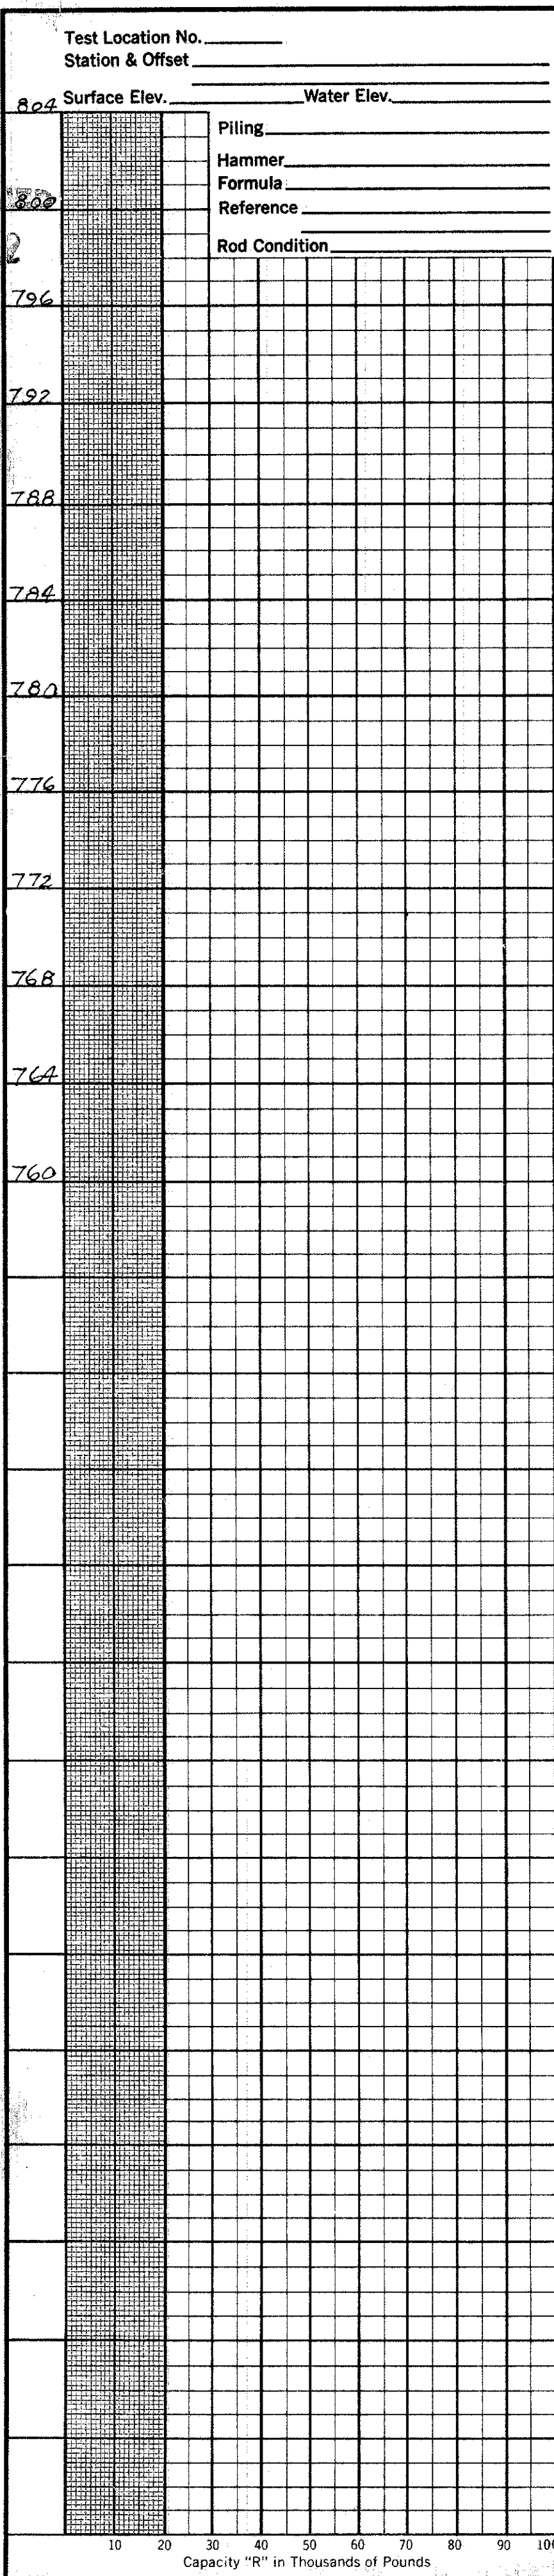 Test Location No.
Station & Offset
Surface Elev. Water Elev.
804
Piling
Hammer
Formula
800
Reference
2
Rod Condition
796
792
788
784
780
776
772
768
764
760
10 20 30 40 50 60 70 80 90 100
Capacity "R" in Thousands of Pounds